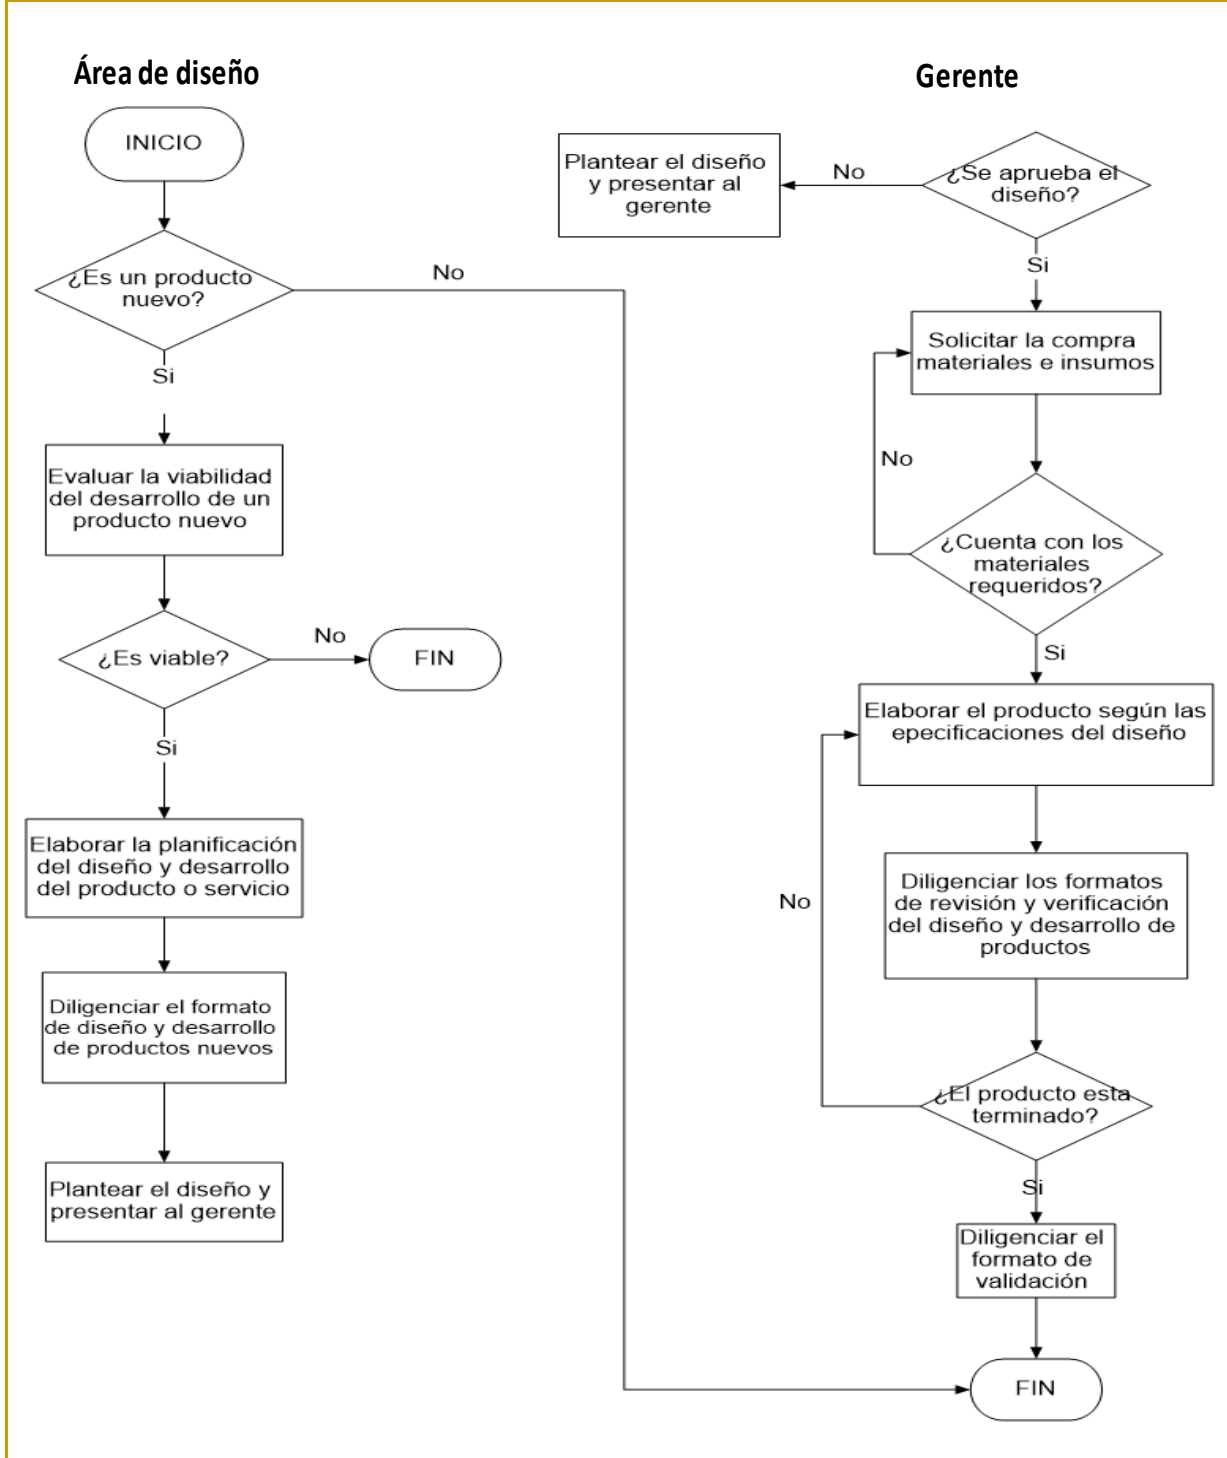 Área de diseño
INICIO
¿Es un producto
nuevo?
No
Si
Evaluar la viabilidad
del desarrollo de un
producto nuevo
¿Es viable?
No
FIN
Si
Elaborar la planificación
del diseño y desarrollo
del producto o servicio
Diligenciar el formato
de diseño y desarrollo
de productos nuevos
Plantear el diseño y
presentar al gerente
Gerente
¿Se aprueba el
diseño?
No
Plantear el diseño
y presentar al
gerente
Si
Solicitar la compra
materiales e insumos
No
¿Cuenta con los
materiales
requeridos?
Si
Elaborar el producto según las
epecificaciones del diseño
Diligenciar los formatos
de revisión y verificación
del diseño y desarrollo de
productos
No
¿El producto esta
terminado?
Si
Diligenciar el
formato de
validación
FIN